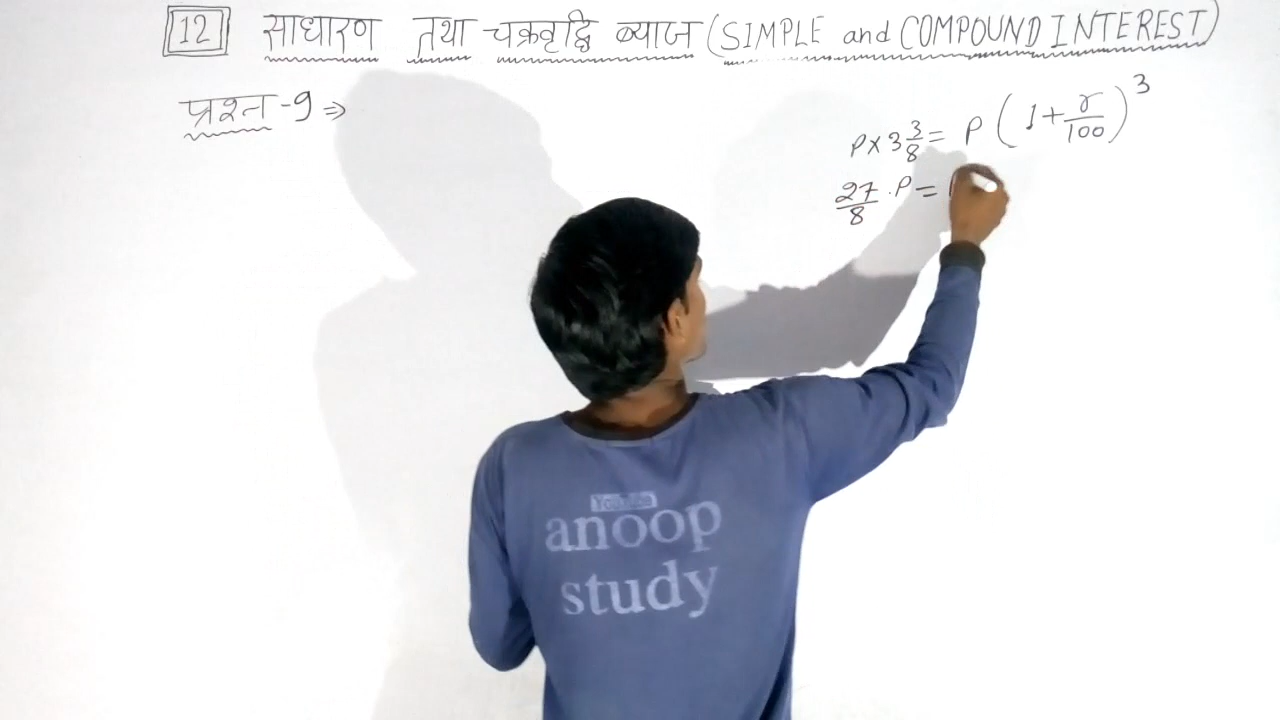 12 साधारण तथा चक्रवृद्धि ब्याज (SIMPLE and COMPOUND INTEREST)
प्रश्न-9 ⇒
P × 3 3/8 = P (1 + r/100)^3
27/8 . P =
YouTube
anoop
study